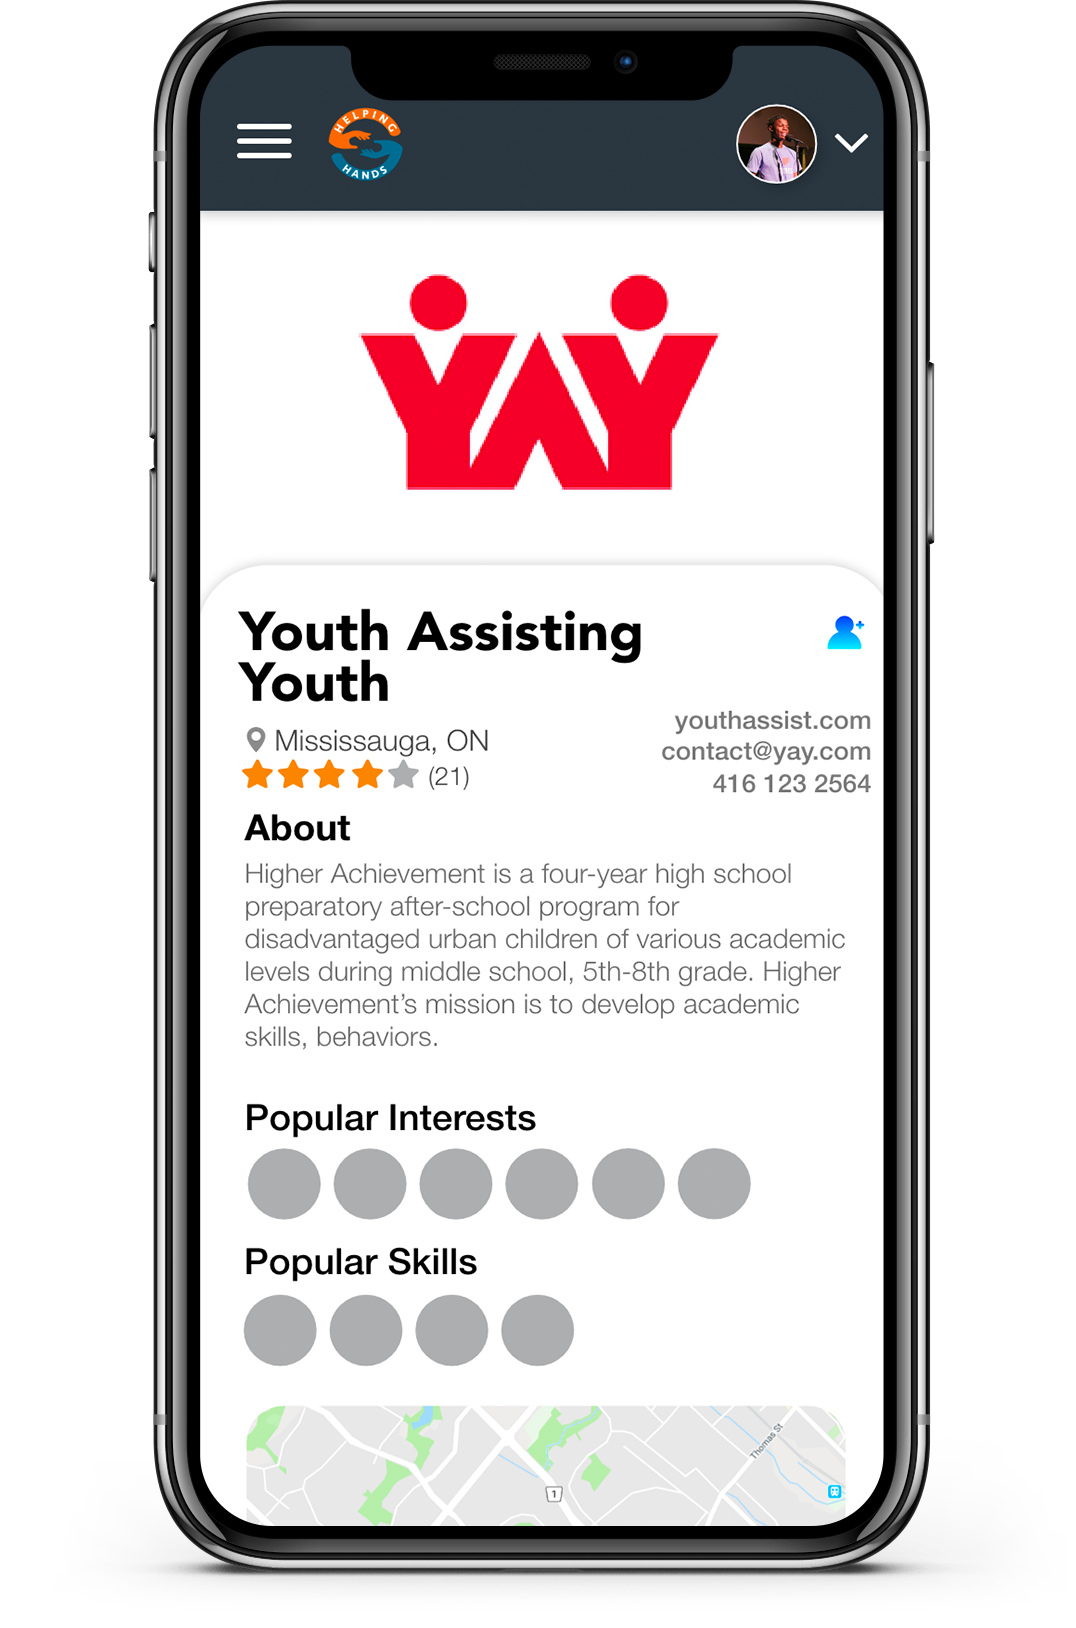 HELPING
HANDS
YAY
Youth Assisting
Youth
Mississauga, ON
(21)
youthassist.com
contact@yay.com
416 123 2564
About
Higher Achievement is a four-year high school
preparatory after-school program for
disadvantaged urban children of various academic
levels during middle school, 5th-8th grade. Higher
Achievement’s mission is to develop academic
skills, behaviors.
Popular Interests
Popular Skills
Thomas St
1